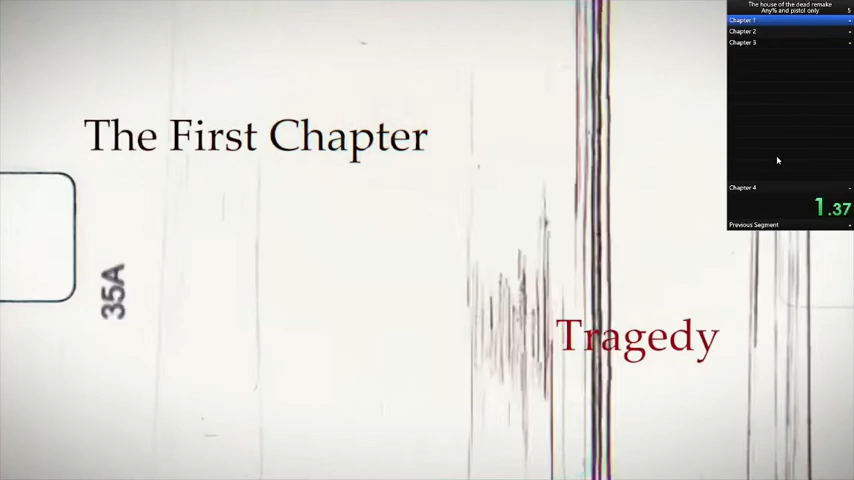 The house of the dead remake
Any% and pistol only
5
Chapter 1
-
Chapter 2
-
Chapter 3
-
The First Chapter
35A
Chapter 4
-
1.37
Previous Segment
-
Tragedy